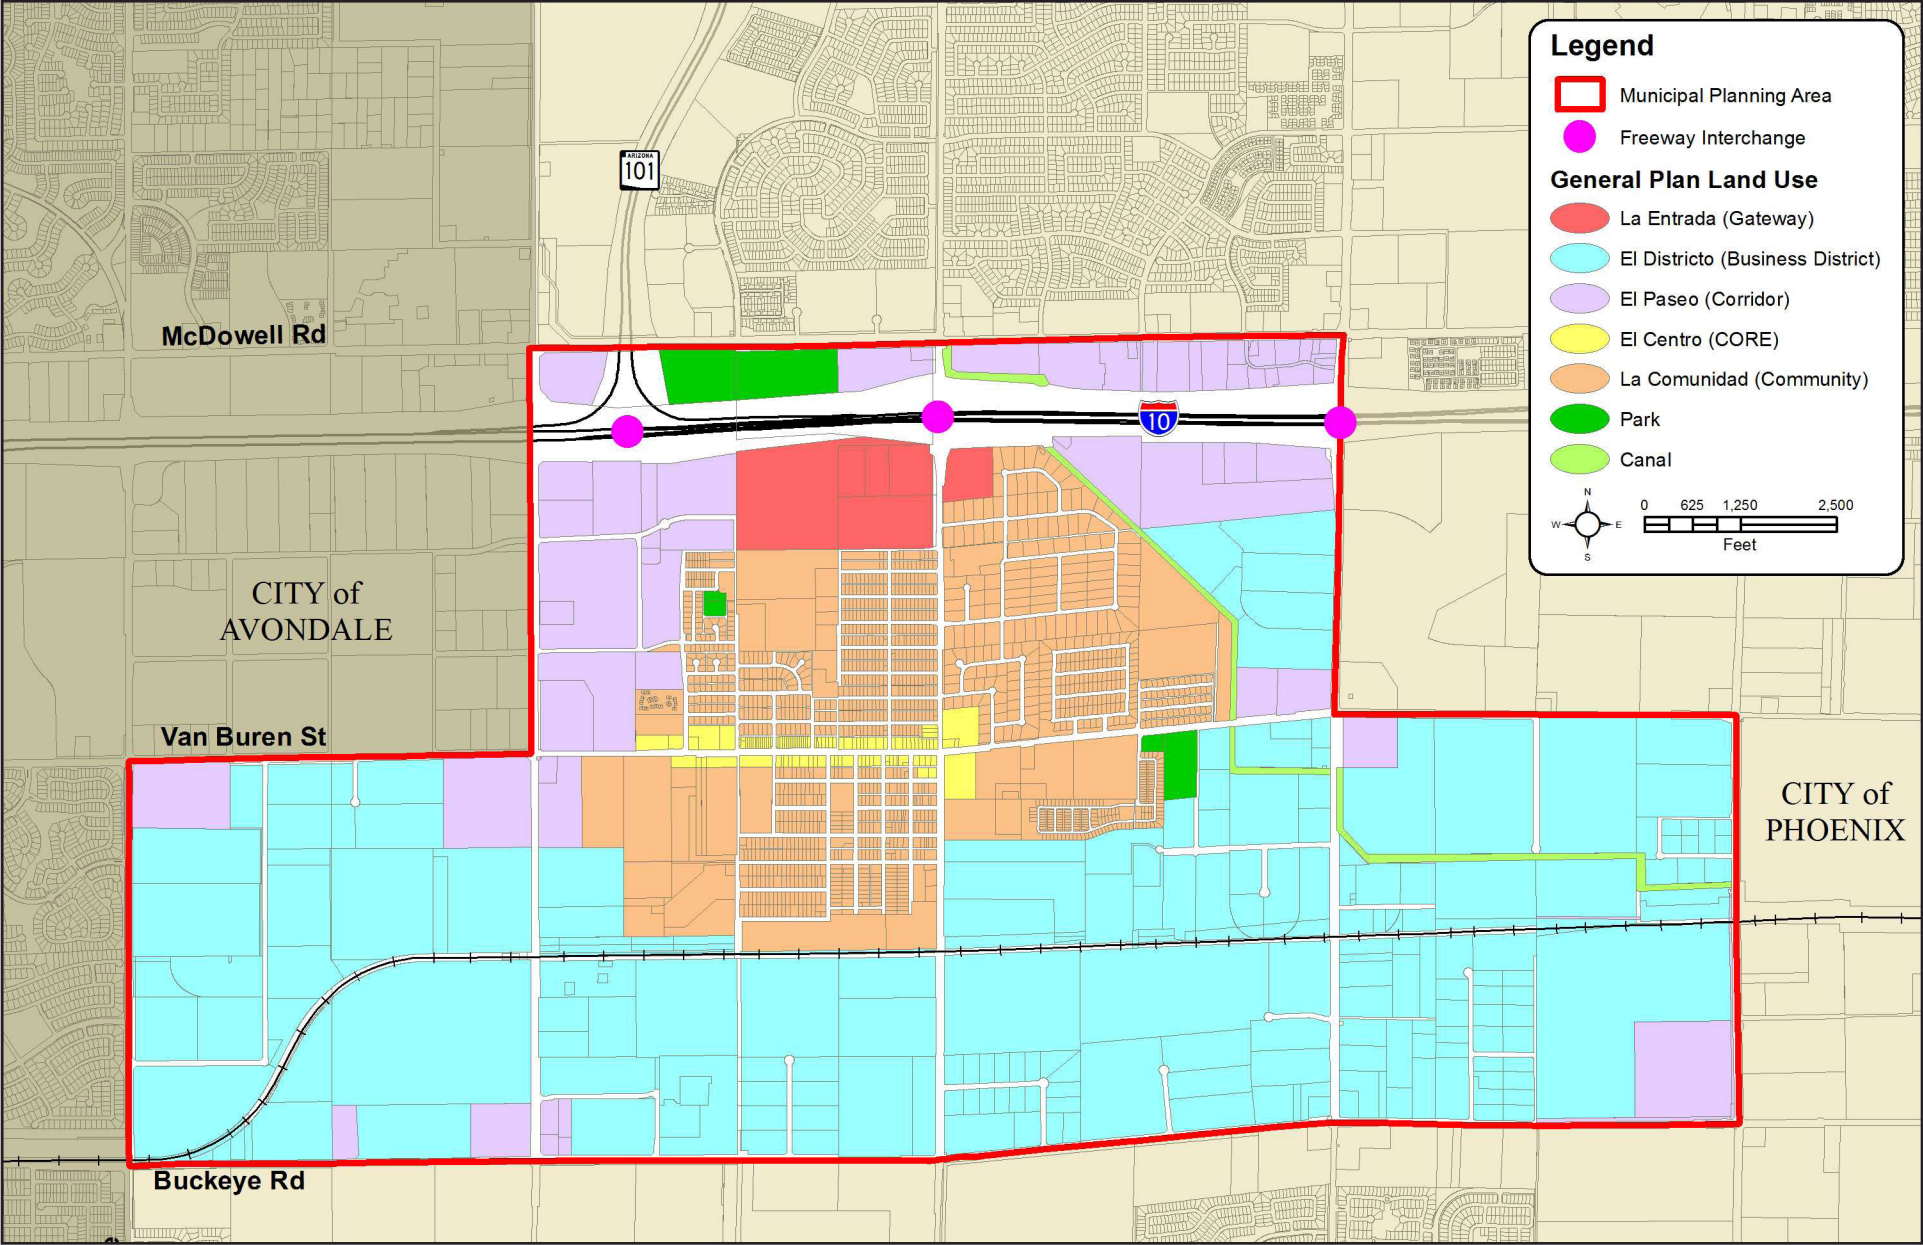 Legend
Municipal Planning Area
Freeway Interchange
General Plan Land Use
La Entrada (Gateway)
El Districto (Business District)
El Paseo (Corridor)
El Centro (CORE)
La Comunidad (Community)
Park
Canal
N
W E
S
0 625 1,250 2,500
Feet
ARIZONA
101
McDowell Rd
10
CITY of
AVONDALE
Van Buren St
CITY of
PHOENIX
Buckeye Rd